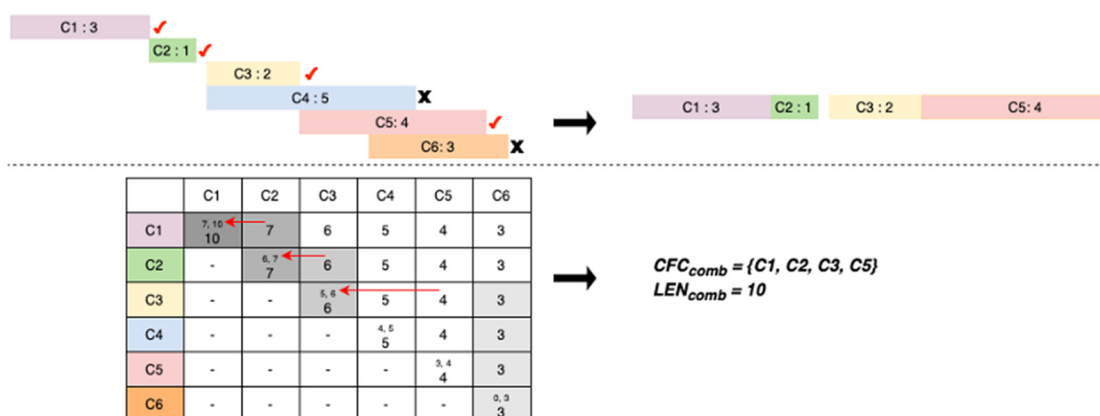 C1 : 3
C2 : 1
C3 : 2
C4 : 5
X
C5: 4
C6: 3
X
C1 : 3 C2 : 1 C3 : 2 C5: 4
C1 C2 C3 C4 C5 C6
C1 7, 10 10 7 6 5 4 3
C2 - 6, 7 7 6 5 4 3
C3 - - 5, 6 6 5 4 3
C4 - - - 4, 5 5 4 3
C5 - - - - 3, 4 4 3
C6 - - - - - 0, 3 3
CFCcomb = {C1, C2, C3, C5}
LENcomb = 10